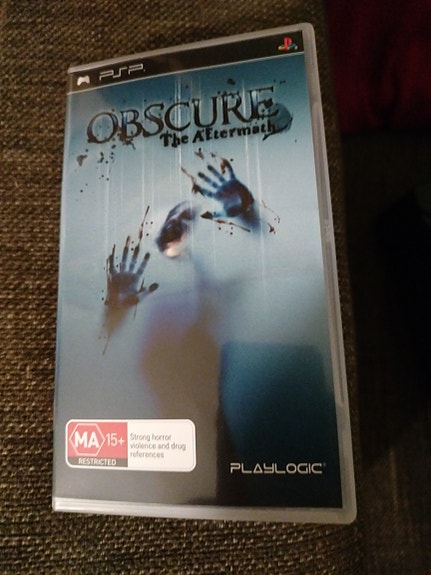 PSP
OBSCURE
The Aftermath
MA 15+
RESTRICTED
Strong horror
violence and drug
references
PLAYLOGIC